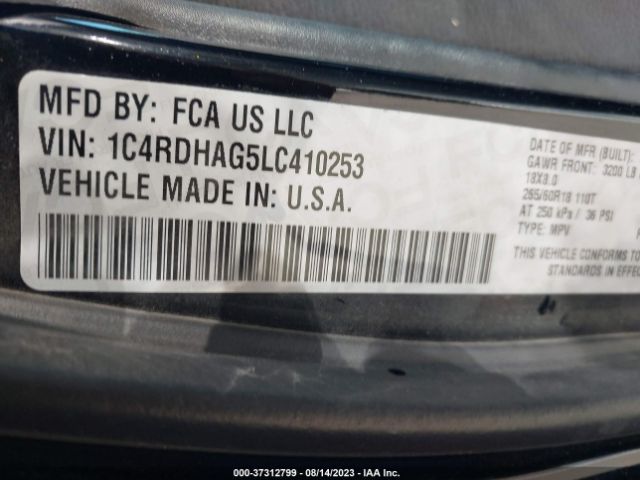 MFD BY: FCA US LLC
VIN: 1C4RDHAG5LC410253
VEHICLE MADE IN: U.S.A.
DATE OF MFR (BUILT):
GAWR FRONT: 3200 LB
18X8.0
265/60R18 110T
AT 250 kPa / 36 PSI
TYPE: MPV
THIS VEHICLE CONFORMS TO
STANDARDS IN EFFEC
000-37312799 - 08/14/2023 - IAA Inc.